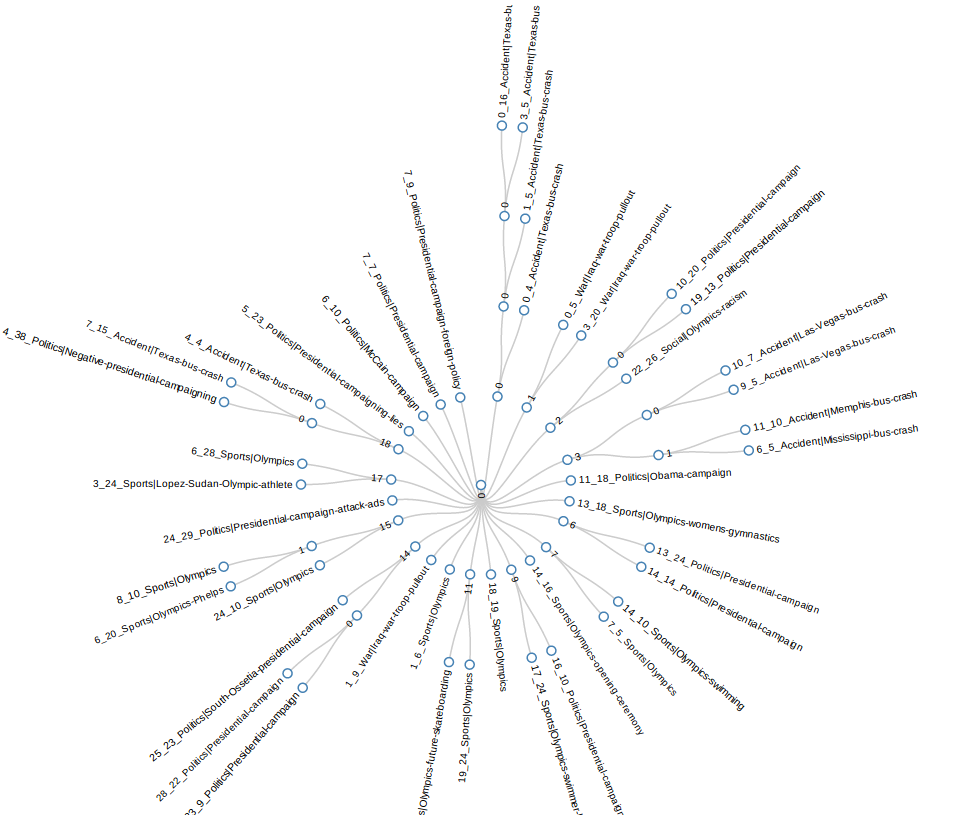 0_16_Accident|Texas-bu
3_5_Accident|Texas-bus
0
1_5_Accident|Texas-bus-crash
0
0_4_Accident|Texas-bus-crash
0
0_5_War|Iraq-war-troop-pullout
3_20_War|Iraq-war-troop-pullout
1
10_20_Politics|Presidential-campaign
19_13_Politics|Presidential-campaign
0
22_26_Social|Olympics-racism
2
10_7_Accident|Las-Vegas-bus-crash
9_5_Accident|Las-Vegas-bus-crash
0
11_10_Accident|Memphis-bus-crash
6_5_Accident|Mississippi-bus-crash
1
3
11_18_Politics|Obama-campaign
13_18_Sports|Olympics-womens-gymnastics
13_24_Politics|Presidential-campaign
14_14_Politics|Presidential-campaign
6
14_10_Sports|Olympics-swimming
7_5_Sports|Olympics
7
14_16_Sports|Olympics-opening-ceremony
16_10_Politics|Presidential-campaign
17_24_Sports|Olympics-swimmer-
9
18_19_Sports|Olympics
19_24_Sports|Olympics
s|Olympics-future-skateboarding
11
1_6_Sports|Olympics
1_9_War|Iraq-war-troop-pullout
25_23_Politics|South-Ossetia-presidential-campaign
28_22_Politics|Presidential-campaign
23_9_Politics|Presidential-campaign
0
14
24_10_Sports|Olympics
6_20_Sports|Olympics-Phelps
8_10_Sports|Olympics
1
15
24_29_Politics|Presidential-campaign-attack-ads
3_24_Sports|Lopez-Sudan-Olympic-athlete
6_28_Sports|Olympics
17
4_38_Politics|Negative-presidential-campaigning
7_15_Accident|Texas-bus-crash
0
4_4_Accident|Texas-bus-crash
18
5_23_Politics|Presidential-campaigning-lies
6_10_Politics|McCain-campaign
7_7_Politics|Presidential-campaign
7_9_Politics|Presidential-campaign-foreign-policy
0